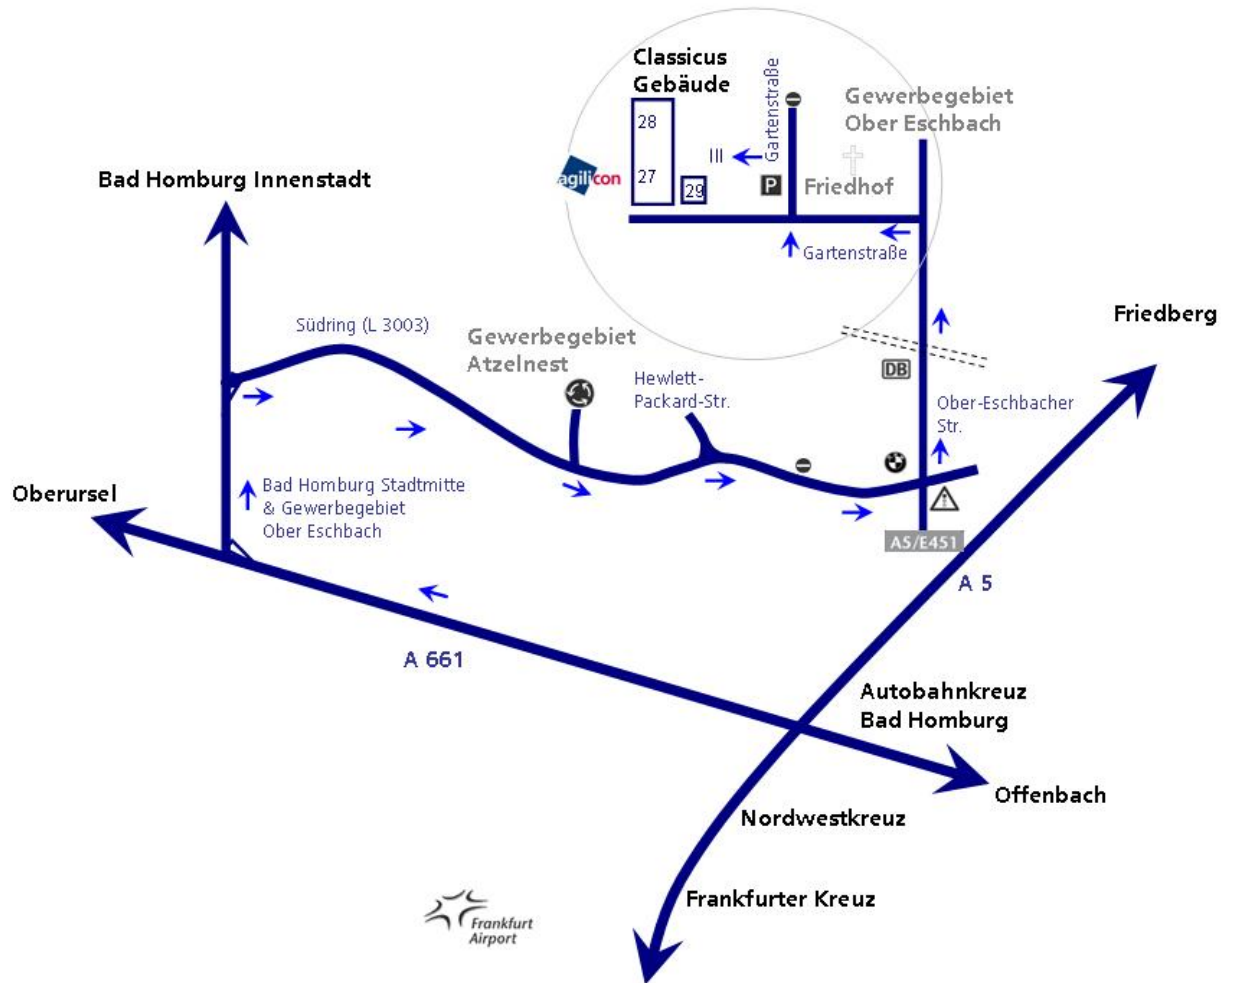 Classicus
Gebäude
Gartenstraße
Gewerbegebiet
Ober Eschbach
28
III
27
29
agilicon
P
Friedhof
Gartenstraße
Bad Homburg Innenstadt
Südring (L 3003)
Gewerbegebiet
Atzelnest
Friedberg
Hewlett-
Packard-Str.
DB
Ober-Eschbacher
Str.
Oberursel
Bad Homburg Stadtmitte
& Gewerbegebiet
Ober Eschbach
A5/E451
A 5
A 661
Autobahnkreuz
Bad Homburg
Offenbach
Nordwestkreuz
Frankfurter Kreuz
Frankfurt
Airport